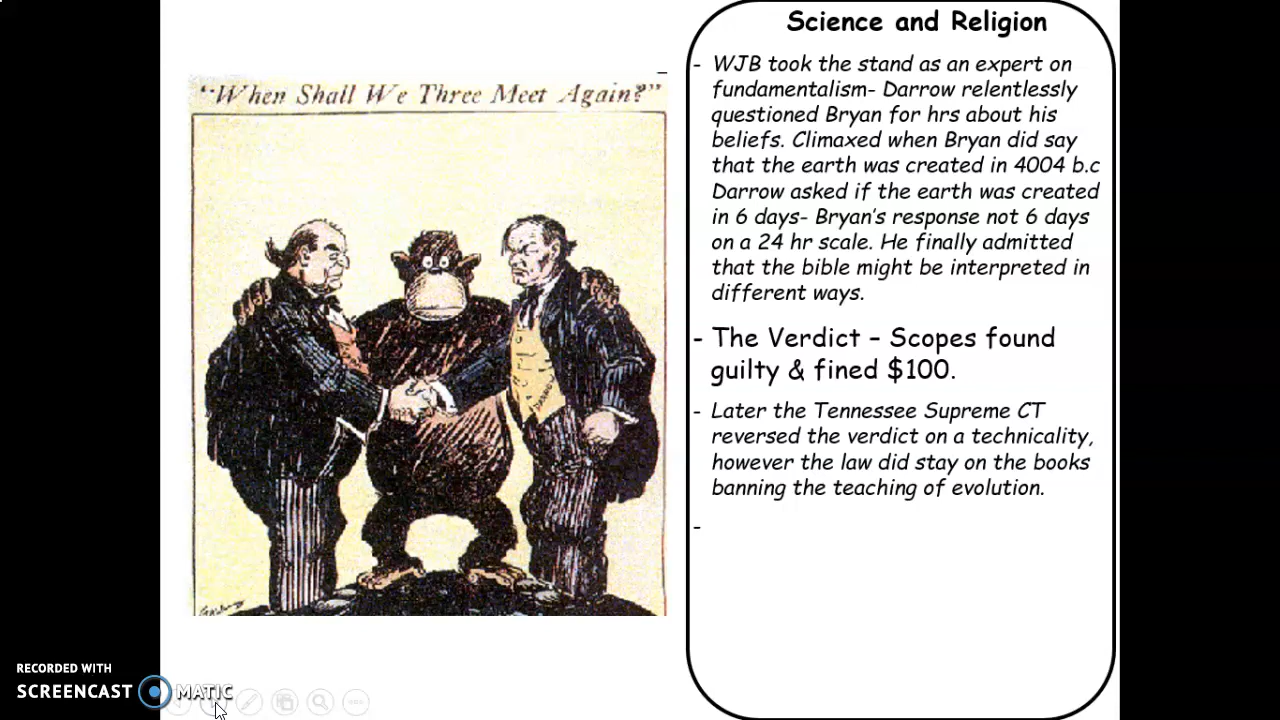 Science and Religion
"When Shall We Three Meet Again?"
- WJB took the stand as an expert on
fundamentalism- Darrow relentlessly
questioned Bryan for hrs about his
beliefs. Climaxed when Bryan did say
that the earth was created in 4004 b.c
Darrow asked if the earth was created
in 6 days- Bryan's response not 6 days
on a 24 hr scale. He finally admitted
that the bible might be interpreted in
different ways.
- The Verdict – Scopes found
guilty & fined $100.
- Later the Tennessee Supreme CT
reversed the verdict on a technicality,
however the law did stay on the books
banning the teaching of evolution.
-
RECORDED WITH
SCREENCAST MATIC